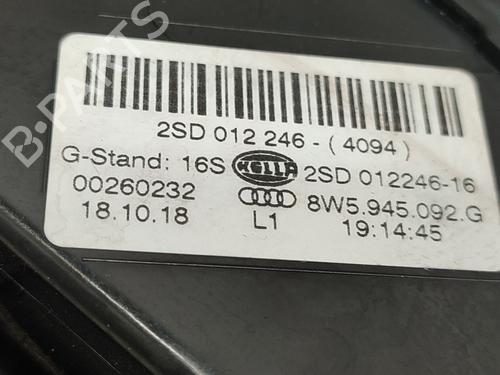 2SD 012 246 - ( 4094 )
G-Stand: 16S HELLA 2SD 012246-16
00260232 8W5.945.092.G
18.10.18 L1 19:14:45
B-PARTS